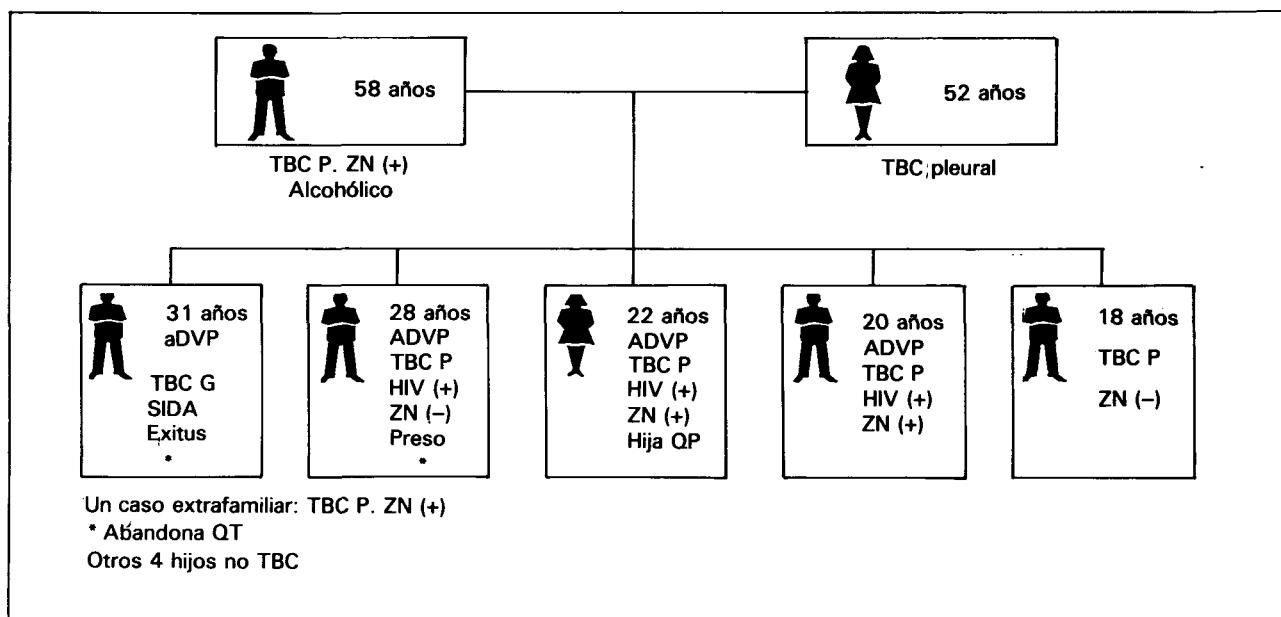 58 años
52 años
TBC P. ZN (+)
Alcohólico
TBC pleural
31 años
aDVP
TBC G
SIDA
Exitus
*
28 años
ADVP
TBC P
HIV (+)
ZN (–)
Preso
*
22 años
ADVP
TBC P
HIV (+)
ZN (+)
Hija QP
20 años
ADVP
TBC P
HIV (+)
ZN (+)
18 años
TBC P
ZN (–)
Un caso extrafamiliar: TBC P. ZN (+)
* Abandona QT
Otros 4 hijos no TBC